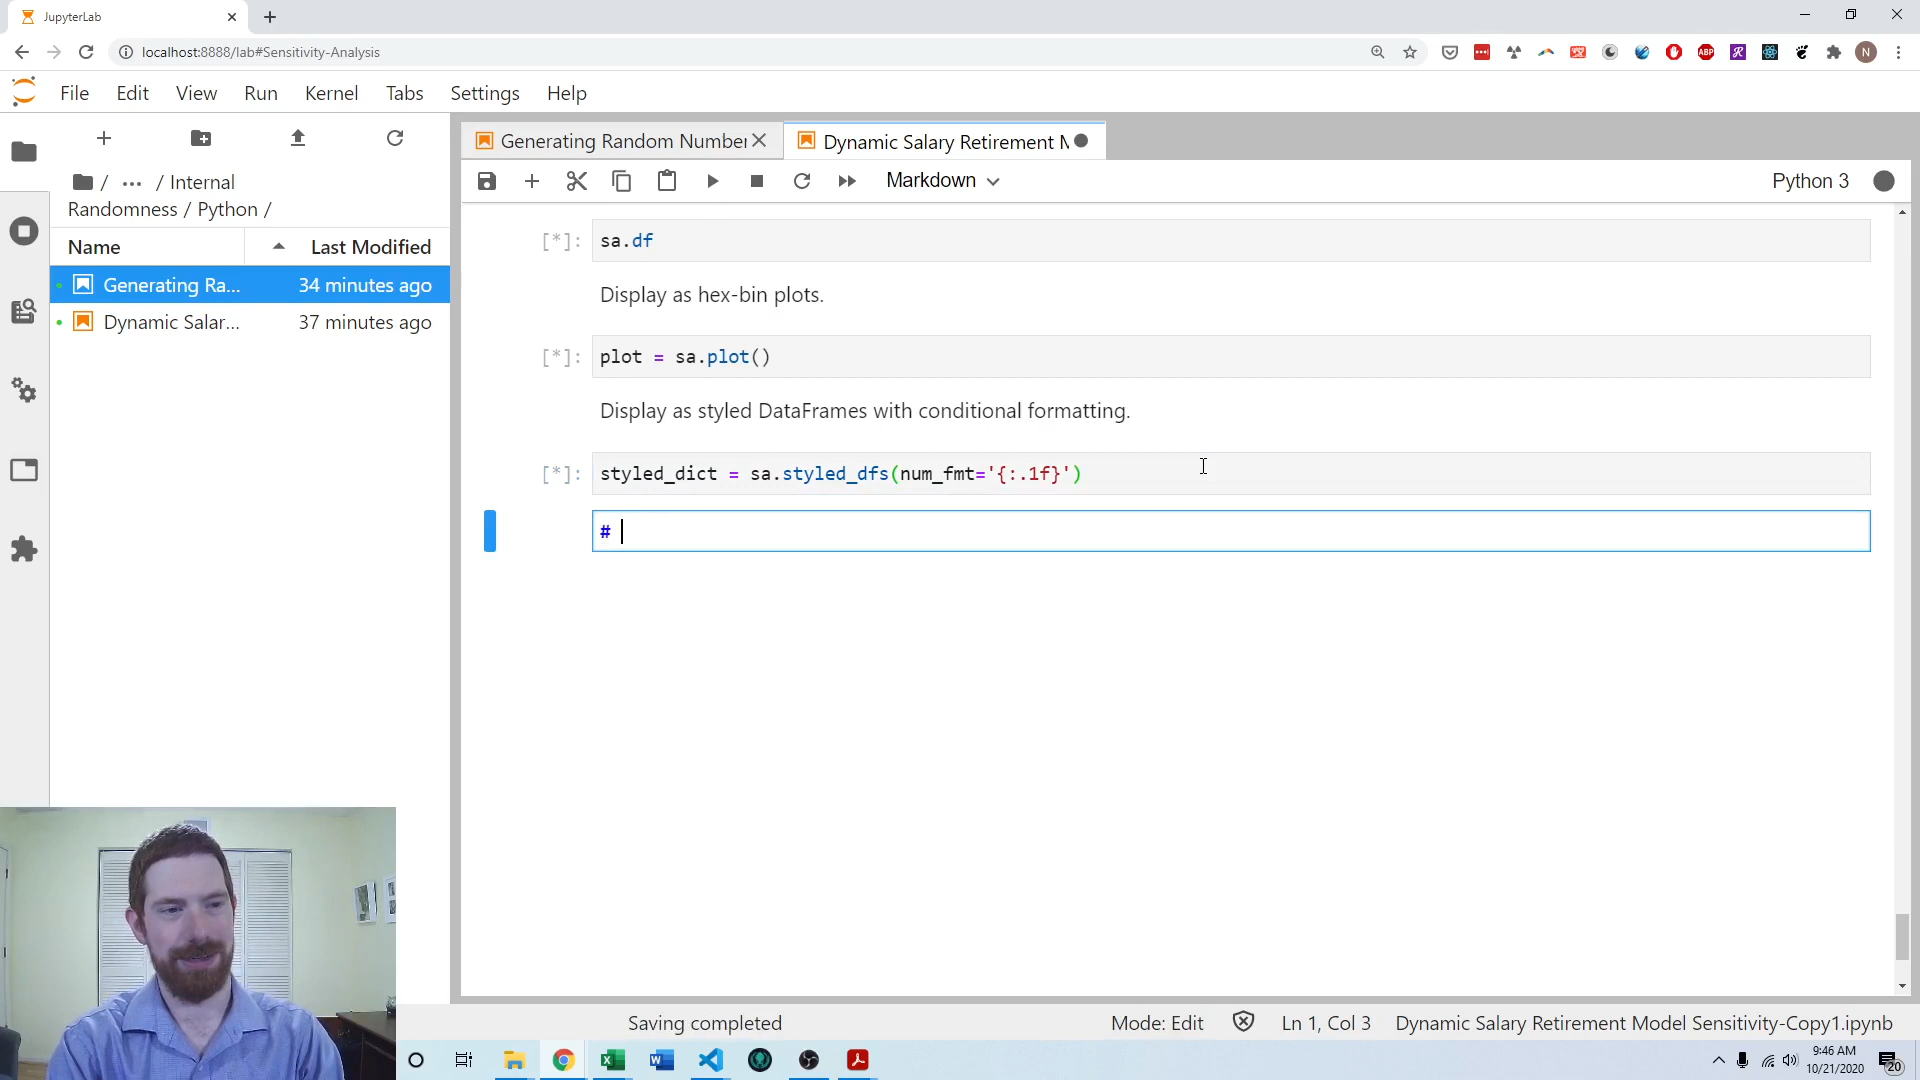 JupyterLab
localhost:8888/lab#Sensitivity-Analysis
N
File Edit View Run Kernel Tabs Settings Help
Generating Random Number
Dynamic Salary Retirement M
/ ... / Internal
Randomness / Python /
Markdown
Python 3
Name Last Modified
Generating Ra... 34 minutes ago
Dynamic Salar... 37 minutes ago
[*]: sa.df
Display as hex-bin plots.
[*]: plot = sa.plot()
Display as styled DataFrames with conditional formatting.
[*]: styled_dict = sa.styled_dfs(num_fmt='{:.1f}')
#
Saving completed
Mode: Edit
Ln 1, Col 3
Dynamic Salary Retirement Model Sensitivity-Copy1.ipynb
9:46 AM
10/21/2020
20